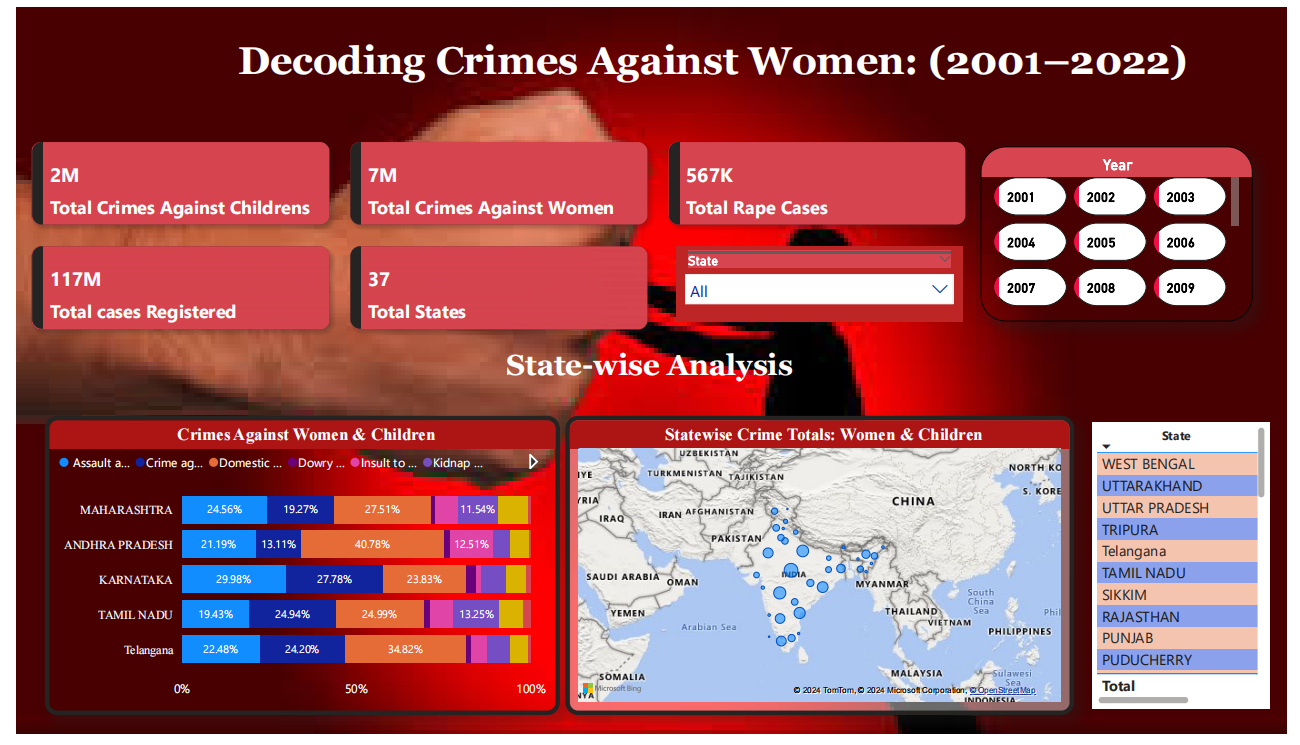 Decoding Crimes Against Women: (2001–2022)
2M
Total Crimes Against Childrens
7M
Total Crimes Against Women
567K
Total Rape Cases
117M
Total cases Registered
37
Total States
State
All
Year
2001 2002 2003
2004 2005 2006
2007 2008 2009
State-wise Analysis
Crimes Against Women & Children
Assault a... Crime ag... Domestic ... Dowry ... Insult to ... Kidnap ...
MAHARASHTRA 24.56% 19.27% 27.51% 11.54%
ANDHRA PRADESH 21.19% 13.11% 40.78% 12.51%
KARNATAKA 29.98% 27.78% 23.83%
TAMIL NADU 19.43% 24.94% 24.99% 13.25%
Telangana 22.48% 24.20% 34.82%
0% 50% 100%
Statewise Crime Totals: Women & Children
UZBEKISTAN
IYE TURKMENISTAN TAJIKISTAN NORTH KO
RIA S. KORE
CHINA
IRAQ IRAN AFGHANISTAN
PAKISTAN
SAUDI ARABIA OMAN INDIA MYANMAR
YEMEN Arabian Sea THAILAND South China Sea Phil
VIETNAM PHILIPPINES
SOMALIA MALAYSIA Sulawesi Sea
NYA Microsoft Bing © 2024 TomTom, © 2024 Microsoft Corporation, © OpenStreetMap
INDONESIA
State
WEST BENGAL
UTTARAKHAND
UTTAR PRADESH
TRIPURA
Telangana
TAMIL NADU
SIKKIM
RAJASTHAN
PUNJAB
PUDUCHERRY
Total